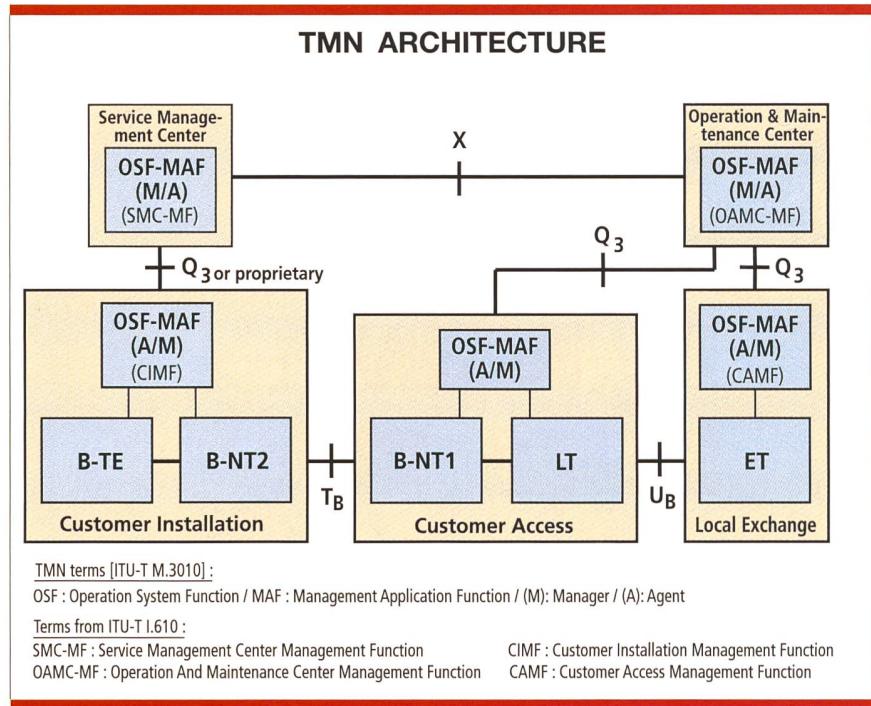 TMN ARCHITECTURE
Service Manage-
ment Center
OSF-MAF
(M/A)
(SMC-MF)
X
Operation & Main-
tenance Center
OSF-MAF
(M/A)
(OAMC-MF)
Q3 or proprietary
Q3
Q3
OSF-MAF
(A/M)
(CIMF)
B-TE
B-NT2
Customer Installation
TB
OSF-MAF
(A/M)
B-NT1
LT
Customer Access
UB
OSF-MAF
(A/M)
(CAMF)
ET
Local Exchange
TMN terms [ITU-T M.3010] :
OSF : Operation System Function / MAF : Management Application Function / (M): Manager / (A): Agent
Terms from ITU-T I.610 :
SMC-MF : Service Management Center Management Function
CIMF : Customer Installation Management Function
OAMC-MF : Operation And Maintenance Center Management Function
CAMF : Customer Access Management Function